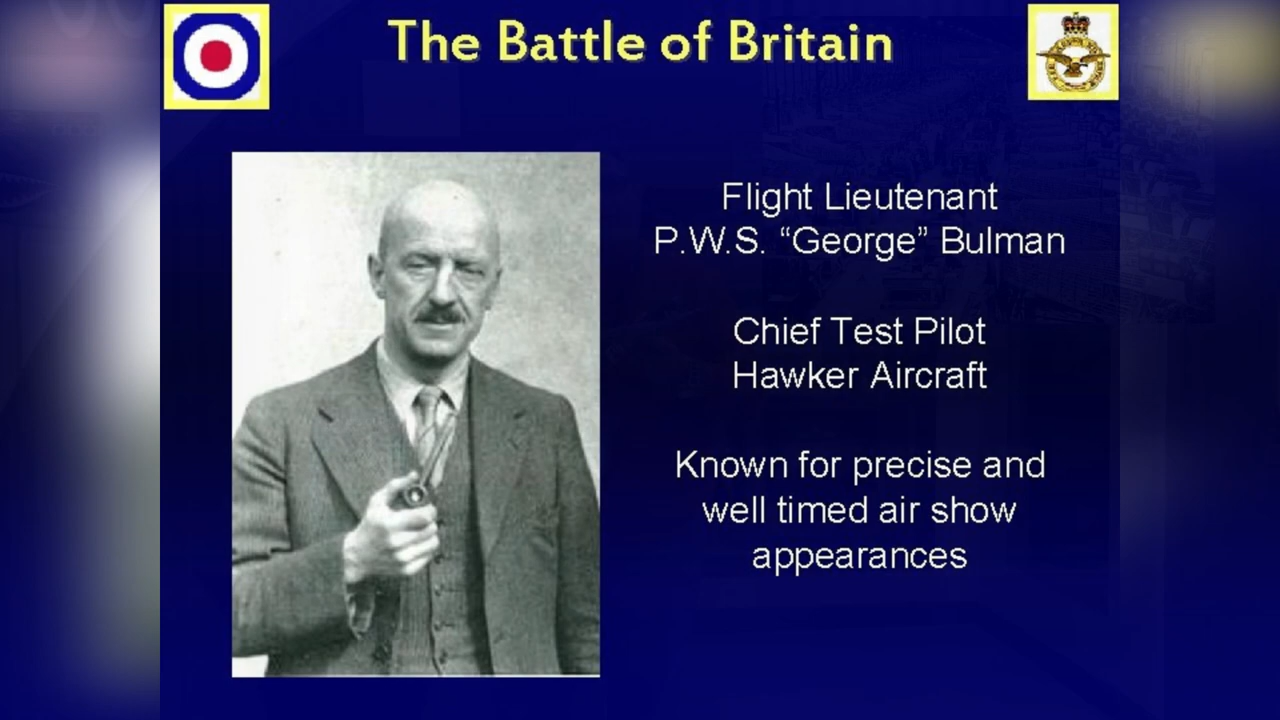 The Battle of Britain
Flight Lieutenant
P.W.S. “George” Bulman
Chief Test Pilot
Hawker Aircraft
Known for precise and
well timed air show
appearances